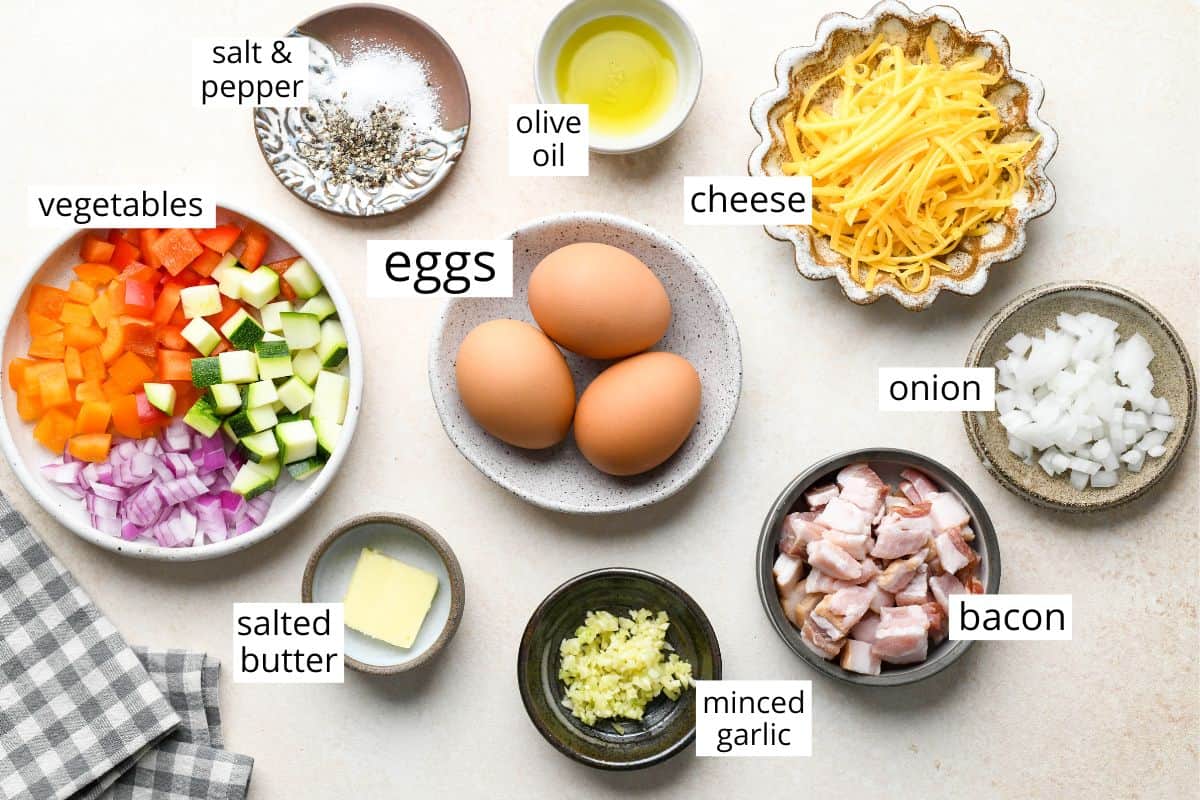 salt &
pepper
olive
oil
cheese
vegetables
eggs
onion
bacon
salted
butter
minced
garlic